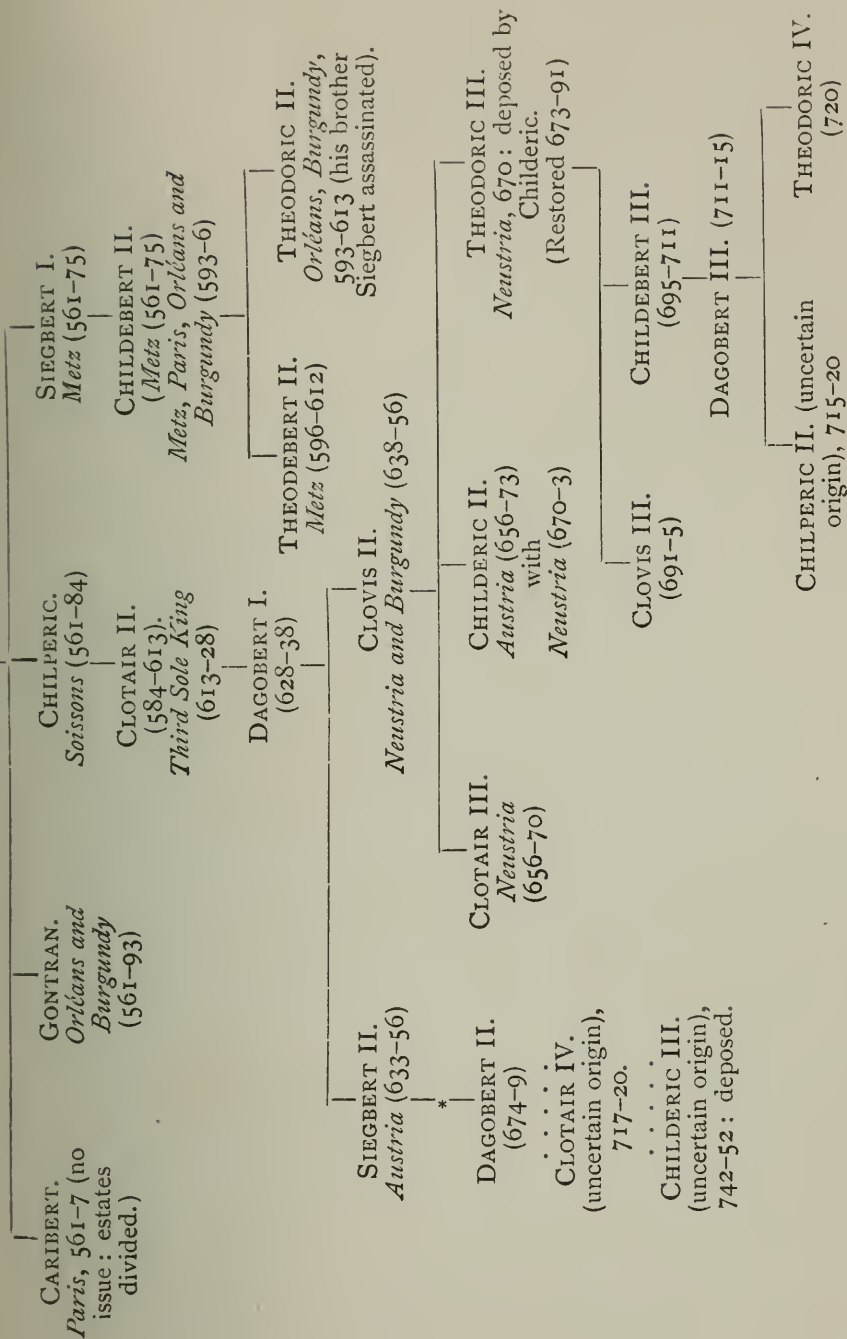 CARIBERT.
Paris, 561-7 (no
issue : estates
divided.)
GONTRAN.
Orléans and
Burgundy
(561-93)
CHILPERIC.
Soissons (561-84)
SIEGBERT I.
Metz (561-75)
CLOTAIR II.
(584-613).
Third Sole King
(613-28)
CHILDEBERT II.
(Metz (561-75)
Metz, Paris, Orléans and
Burgundy (593-6)
DAGOBERT I.
(628-38)
THEODEBERT II.
Metz (596-612)
THEODORIC II.
Orléans, Burgundy,
593-613 (his brother
Siegbert assassinated).
SIEGBERT II.
Austria (633-56)
CLOVIS II.
Neustria and Burgundy (638-56)
*
DAGOBERT II.
(674-9)
CLOTAIR III.
Neustria
(656-70)
CHILDERIC II.
Austria (656-73)
with
Neustria (670-3)
THEODORIC III.
Neustria, 670 : deposed by
Childeric.
(Restored 673-91)
. . . . . .
CLOTAIR IV.
(uncertain origin),
717-20.
CLOVIS III.
(691-5)
CHILDEBERT III.
(695-711)
. . . . . .
CHILDERIC III.
(uncertain origin),
742-52 : deposed.
DAGOBERT III. (711-15)
CHILPERIC II. (uncertain
origin), 715-20
THEODORIC IV.
(720)